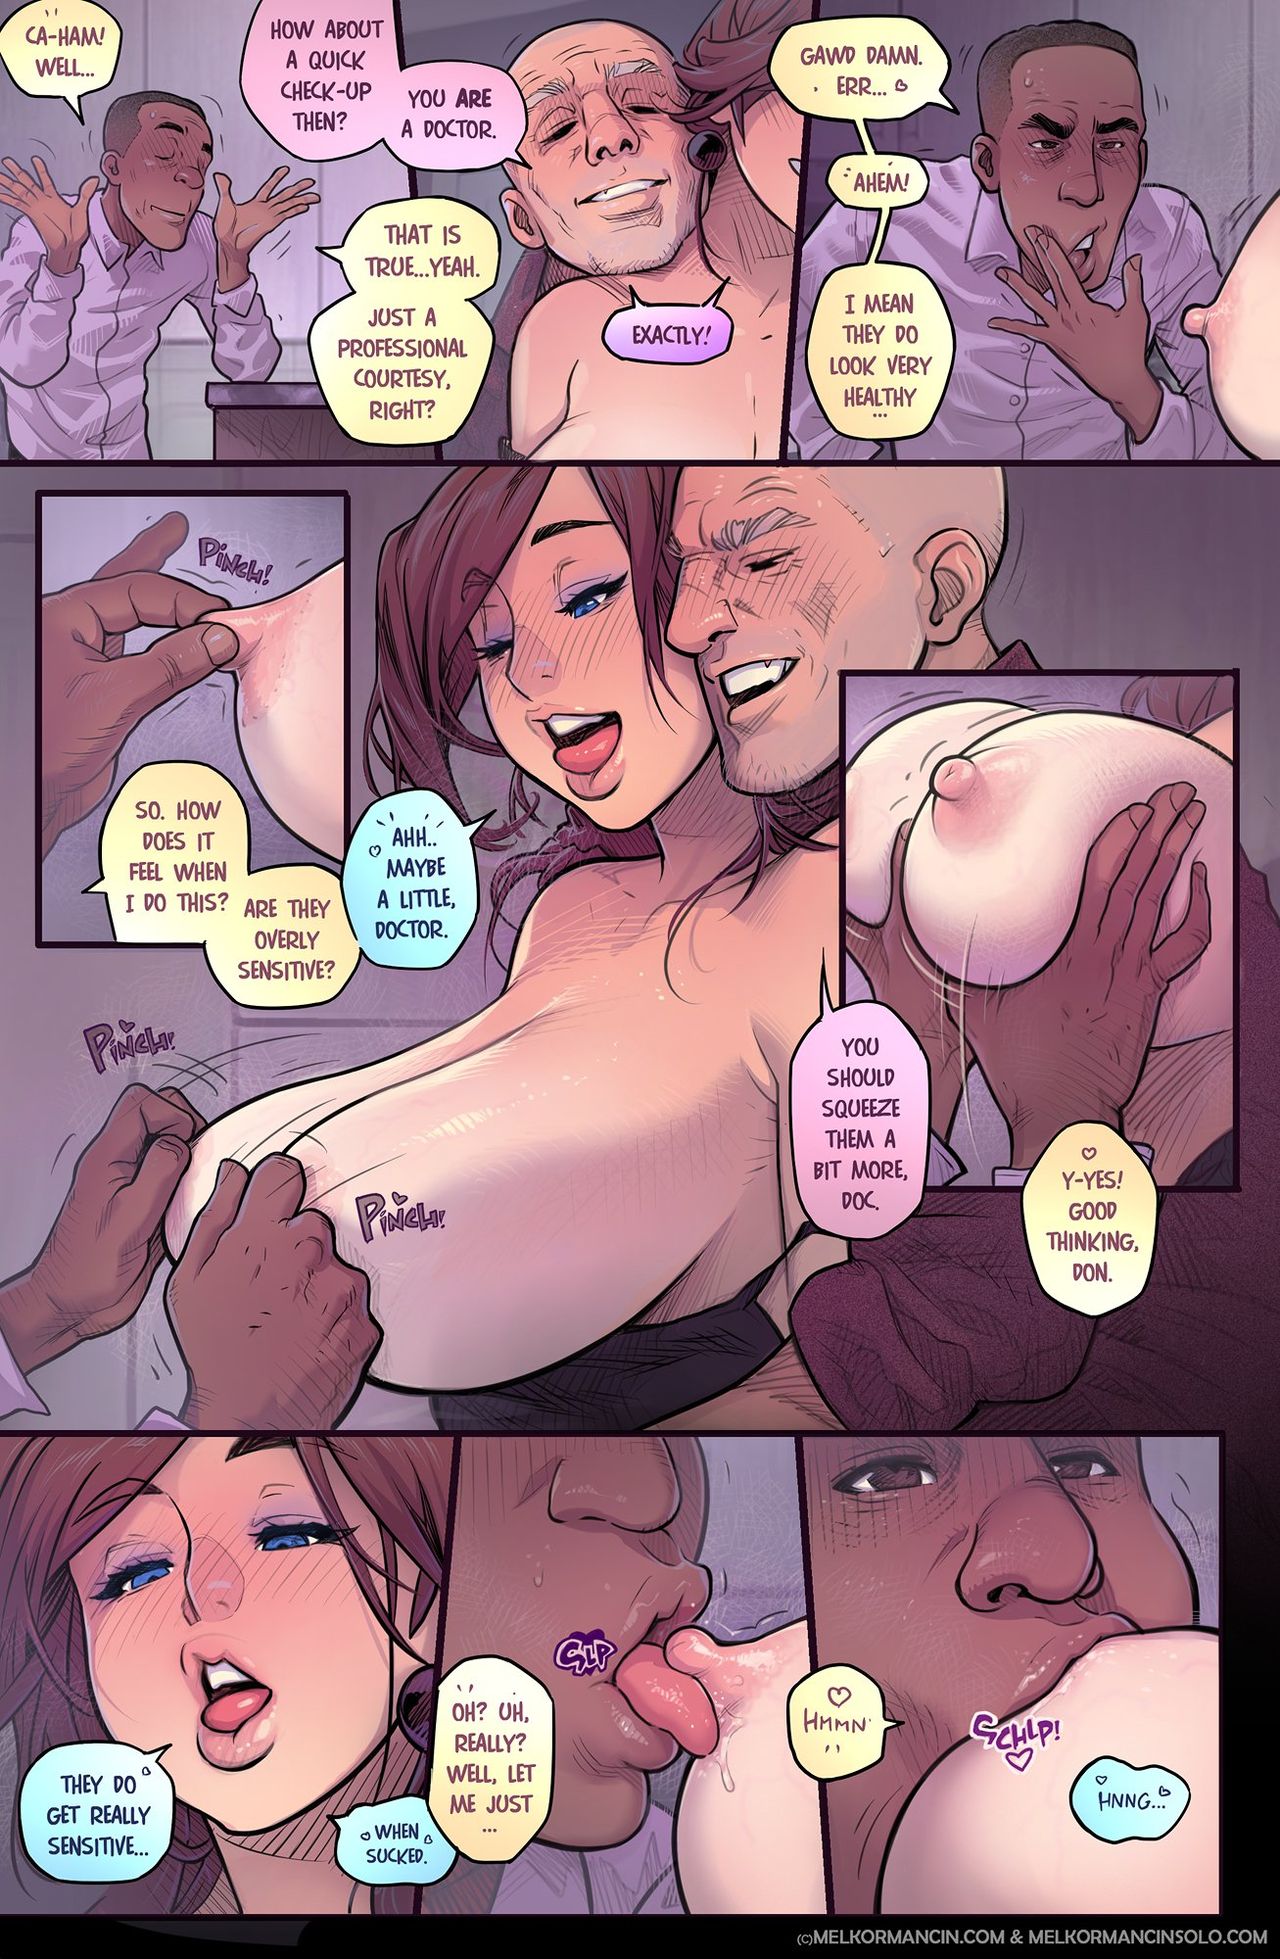 CA-HAM!
WELL...
HOW ABOUT
A QUICK
CHECK-UP
THEN?
YOU ARE
A DOCTOR.
THAT IS
TRUE...YEAH.
JUST A
PROFESSIONAL
COURTESY,
RIGHT?
EXACTLY!
GAWD DAMN.
ERR...
AHEM!
I MEAN
THEY DO
LOOK VERY
HEALTHY
...
PINCH!
SO. HOW
DOES IT
FEEL WHEN
I DO THIS?
ARE THEY
OVERLY
SENSITIVE?
AHH..
MAYBE
A LITTLE,
DOCTOR.
PINCH!
PINCH!
YOU
SHOULD
SQUEEZE
THEM A
BIT MORE,
DOC.
Y-YES!
GOOD
THINKING,
DON.
THEY DO
GET REALLY
SENSITIVE...
WHEN
SUCKED.
OH? UH,
REALLY?
WELL, LET
ME JUST
...
SLP
HMMN
SCHLP!
HNNG...
(C)MELKORMANCIN.COM & MELKORMANCINSOLO.COM